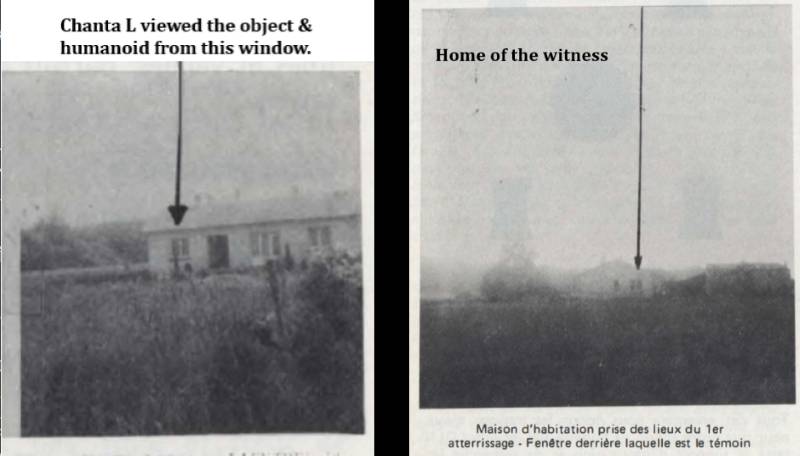 Chanta L viewed the object &
humanoid from this window.
Home of the witness
Maison d'habitation prise des lieux du 1er
atterrissage - Fenêtre derrière laquelle est le témoin